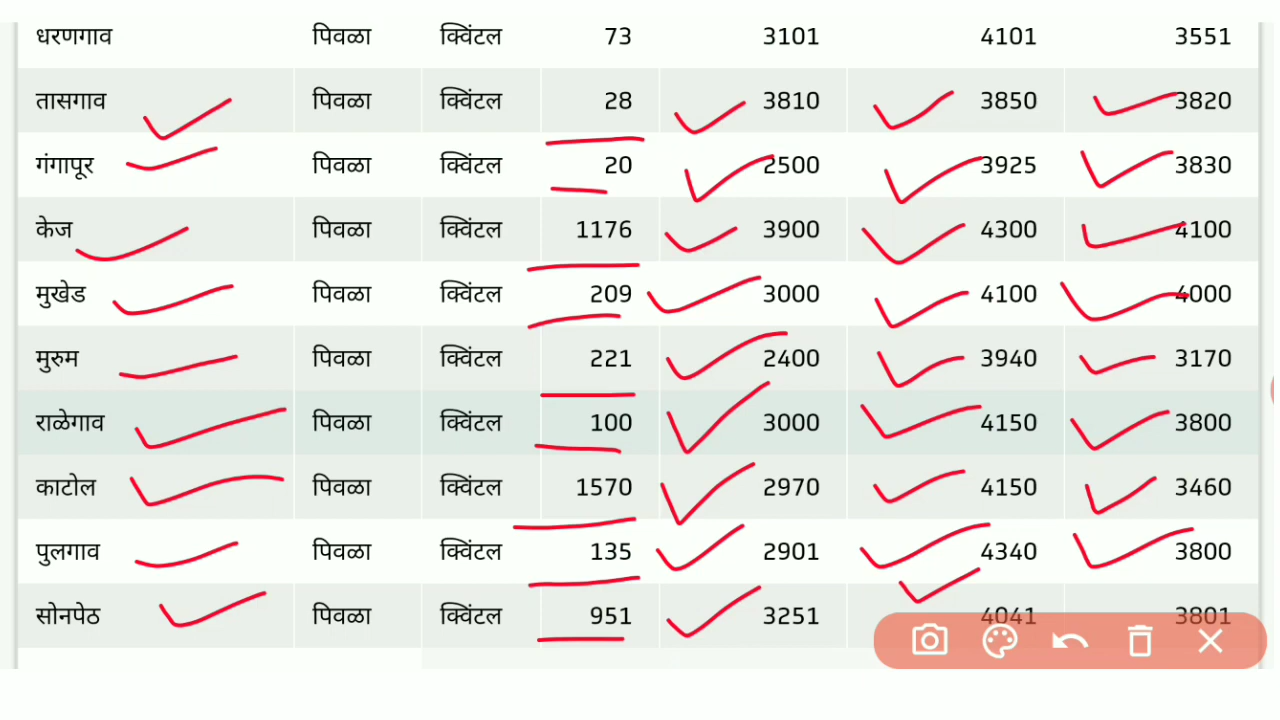 धरणगाव पिवळा क्विंटल 73 3101 4101 3551
तासगाव पिवळा क्विंटल 28 3810 3850 3820
गंगापूर पिवळा क्विंटल 20 2500 3925 3830
केज पिवळा क्विंटल 1176 3900 4300 4100
मुखेड पिवळा क्विंटल 209 3000 4100 4000
मुरुम पिवळा क्विंटल 221 2400 3940 3170
राळेगाव पिवळा क्विंटल 100 3000 4150 3800
काटोल पिवळा क्विंटल 1570 2970 4150 3460
पुलगाव पिवळा क्विंटल 135 2901 4340 3800
सोनपेठ पिवळा क्विंटल 951 3251 4041 3801